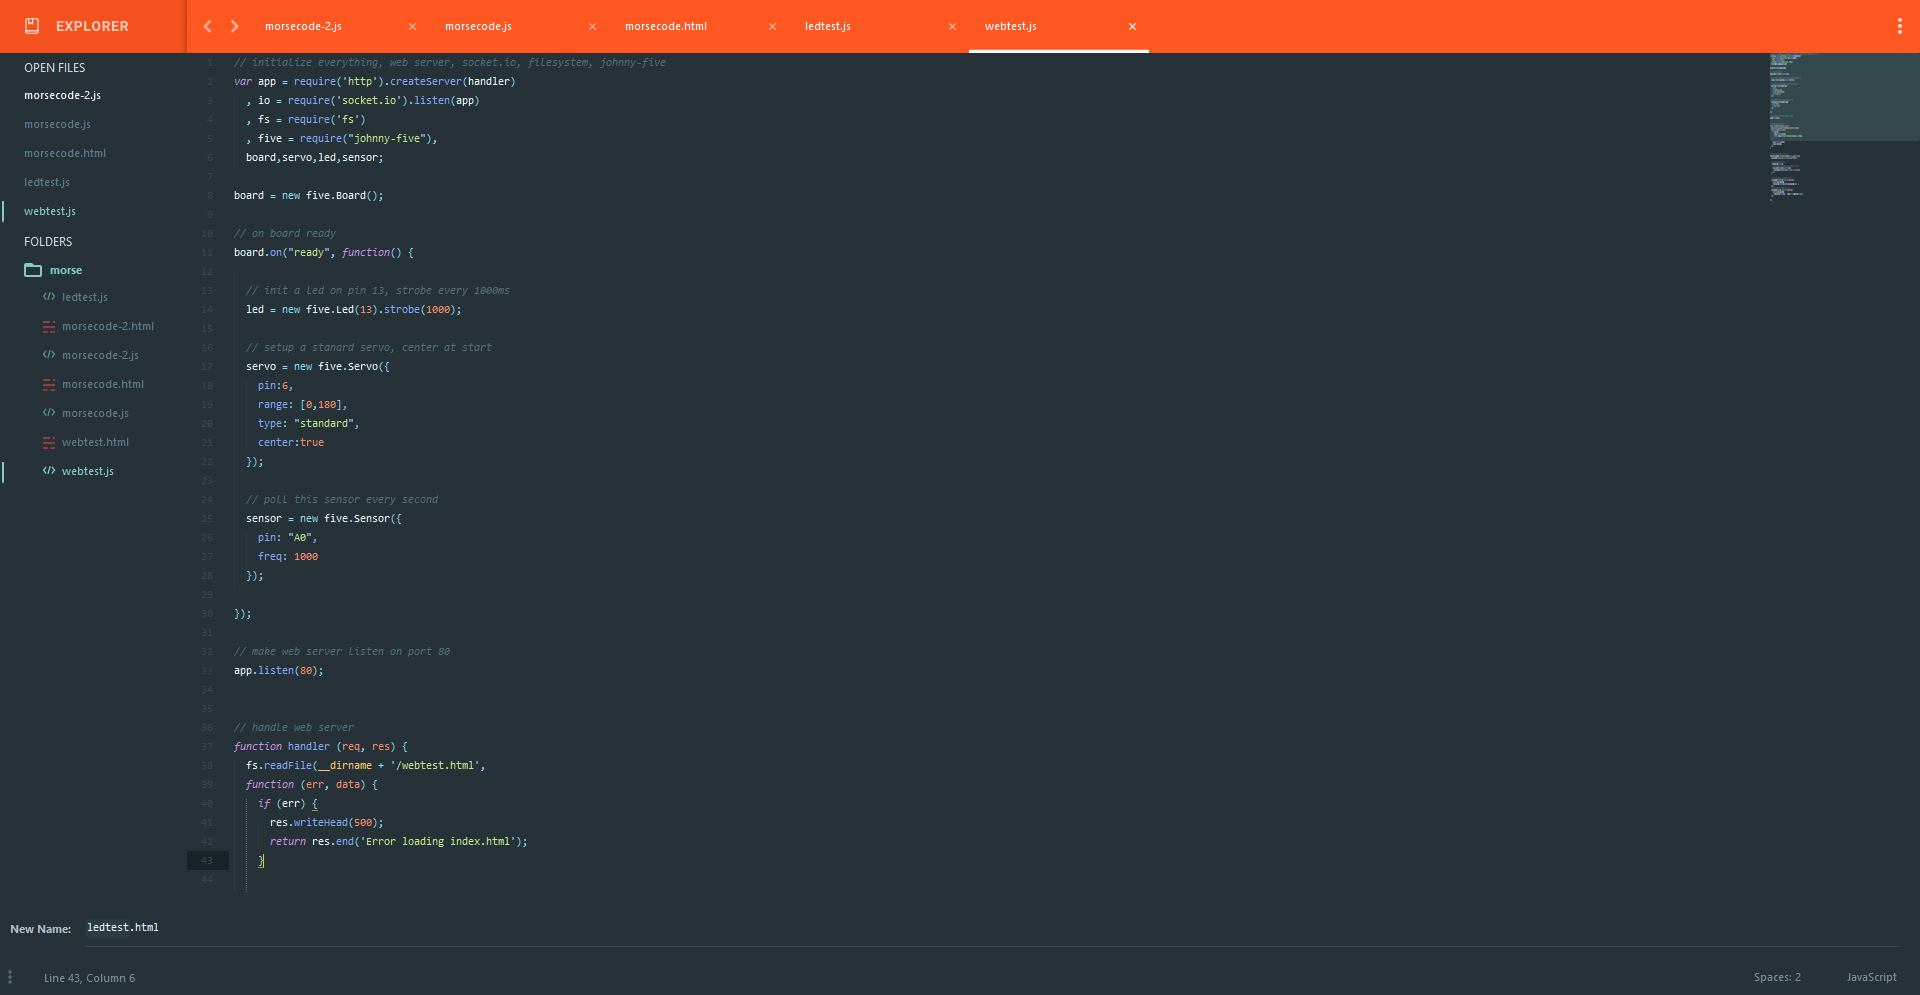 EXPLORER
morsecode-2.js
morsecode.js
morsecode.html
ledtest.js
webtest.js
OPEN FILES
morsecode-2.js
morsecode.js
morsecode.html
ledtest.js
webtest.js
FOLDERS
morse
ledtest.js
morsecode-2.html
morsecode-2.js
morsecode.html
morsecode.js
webtest.html
webtest.js
1 // initialize everything, web server, socket.io, filesystem, johnny-five
2 var app = require('http').createServer(handler)
3 , io = require('socket.io').listen(app)
4 , fs = require('fs')
5 , five = require("johnny-five"),
6 board,servo,led,sensor;
7
8 board = new five.Board();
9
10 // on board ready
11 board.on("ready", function() {
12
13 // init a led on pin 13, strobe every 1000ms
14 led = new five.Led(13).strobe(1000);
15
16 // setup a stanard servo, center at start
17 servo = new five.Servo({
18 pin:6,
19 range: [0,180],
20 type: "standard",
21 center:true
22 });
23
24 // poll this sensor every second
25 sensor = new five.Sensor({
26 pin: "A0",
27 freq: 1000
28 });
29
30 });
31
32 // make web server listen on port 80
33 app.listen(80);
34
35
36 // handle web server
37 function handler (req, res) {
38 fs.readFile(__dirname + '/webtest.html',
39 function (err, data) {
40 if (err) {
41 res.writeHead(500);
42 return res.end('Error loading index.html');
43 }
44
New Name: ledtest.html
Line 43, Column 6
Spaces: 2
JavaScript